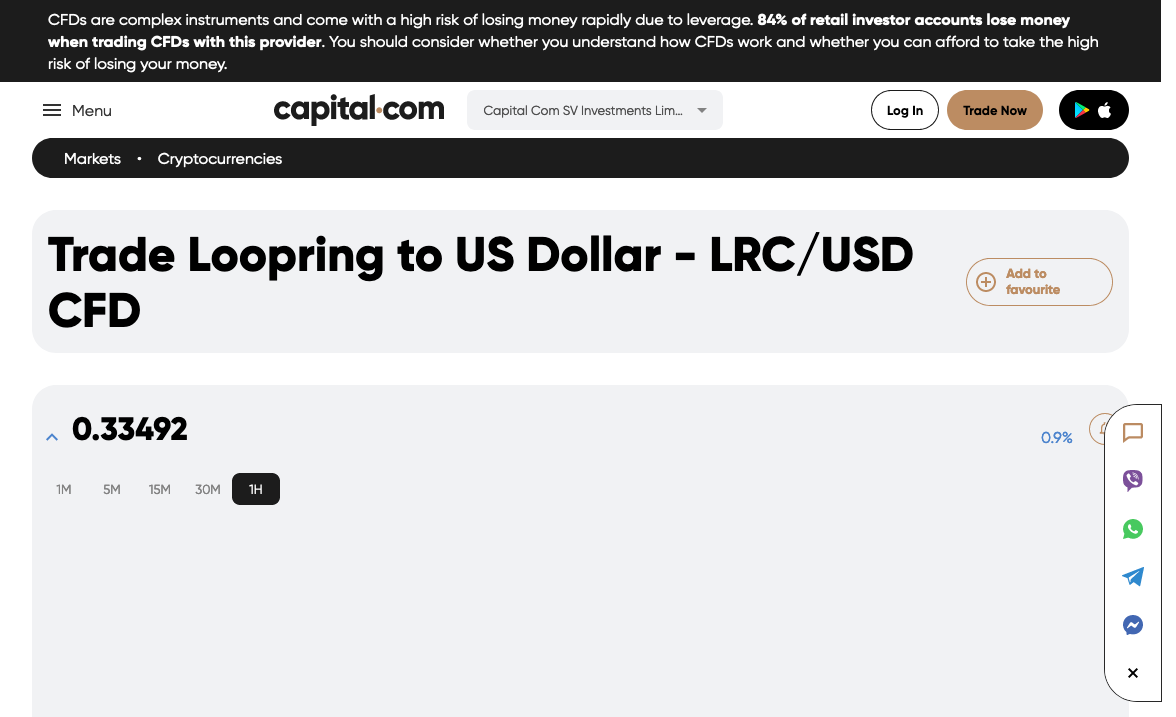 CFDs are complex instruments and come with a high risk of losing money rapidly due to leverage. 84% of retail investor accounts lose money
when trading CFDs with this provider. You should consider whether you understand how CFDs work and whether you can afford to take the high
risk of losing your money.
Menu
capital.com
Capital Com SV Investments Lim...
Log In
Trade Now
Markets • Cryptocurrencies
Trade Loopring to US Dollar - LRC/USD
CFD
Add to
favourite
0.33492
0.9%
1M 5M 15M 30M 1H